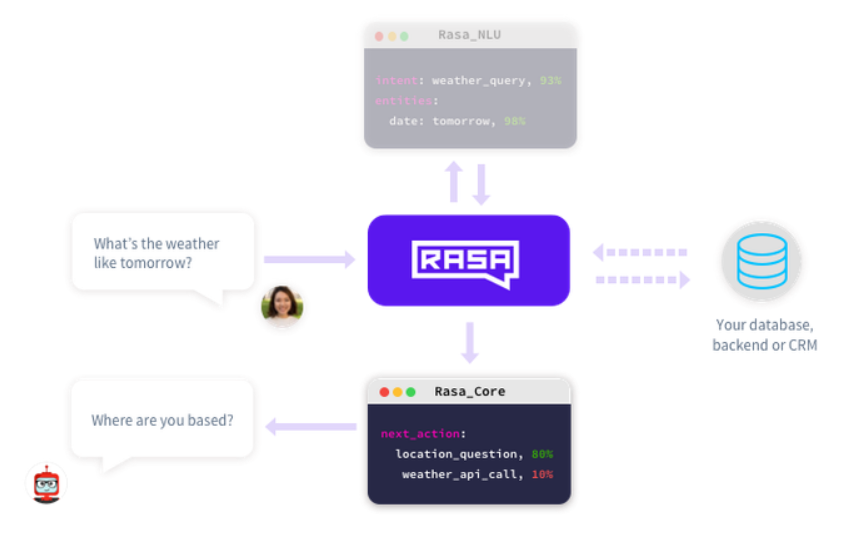 Rasa_NLU
intent: weather_query, 93%
entities:
date: tomorrow, 98%
What's the weather
like tomorrow?
RASA
Your database,
backend or CRM
Rasa_Core
next_action:
location_question, 80%
weather_api_call, 10%
Where are you based?